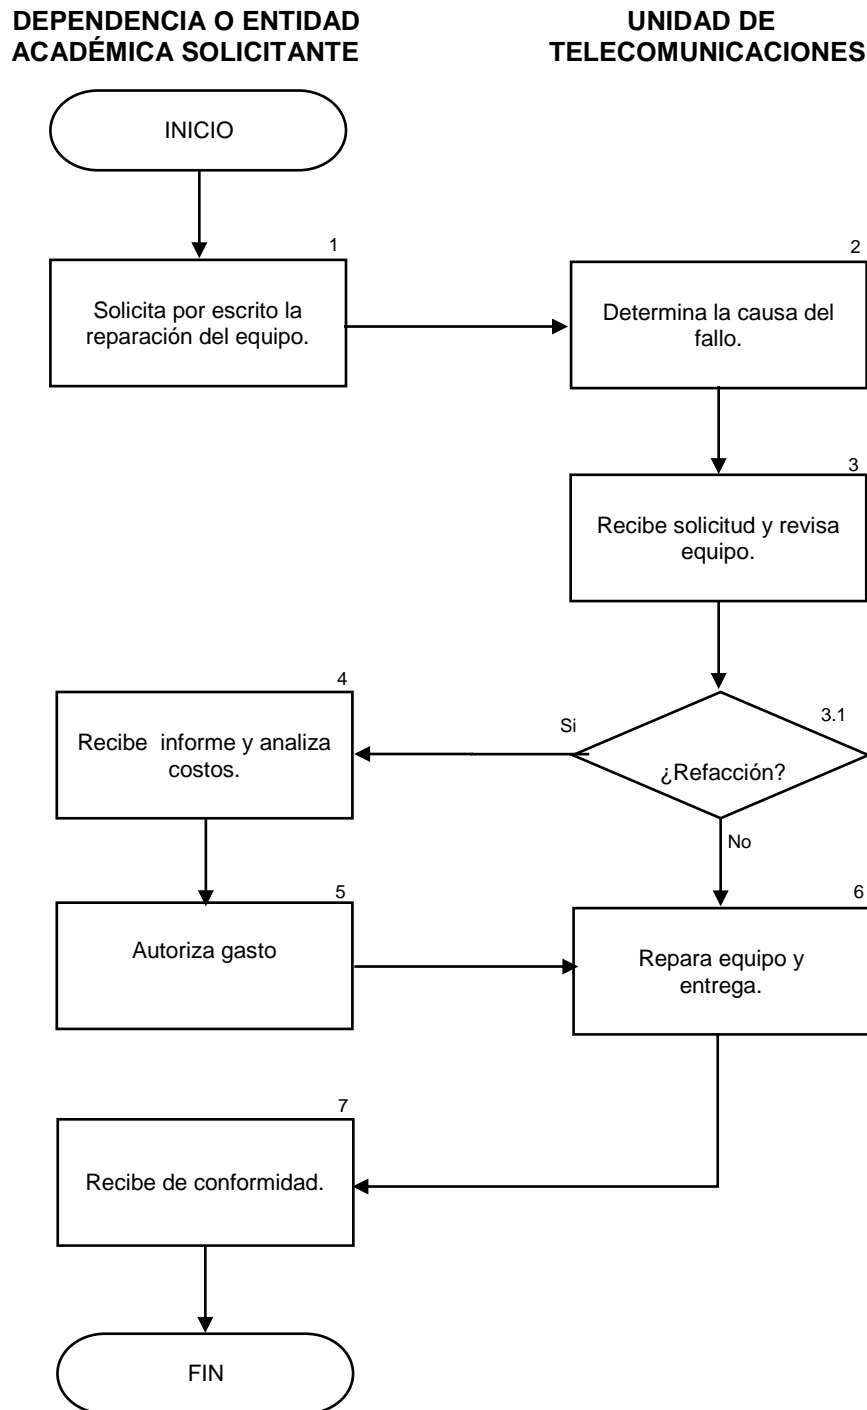 DEPENDENCIA O ENTIDAD
ACADÉMICA SOLICITANTE
UNIDAD DE
TELECOMUNICACIONES
INICIO
1
Solicita por escrito la
reparación del equipo.
2
Determina la causa del
fallo.
3
Recibe solicitud y revisa
equipo.
3.1
¿Refacción?
Si
No
4
Recibe informe y analiza
costos.
5
Autoriza gasto
6
Repara equipo y
entrega.
7
Recibe de conformidad.
FIN